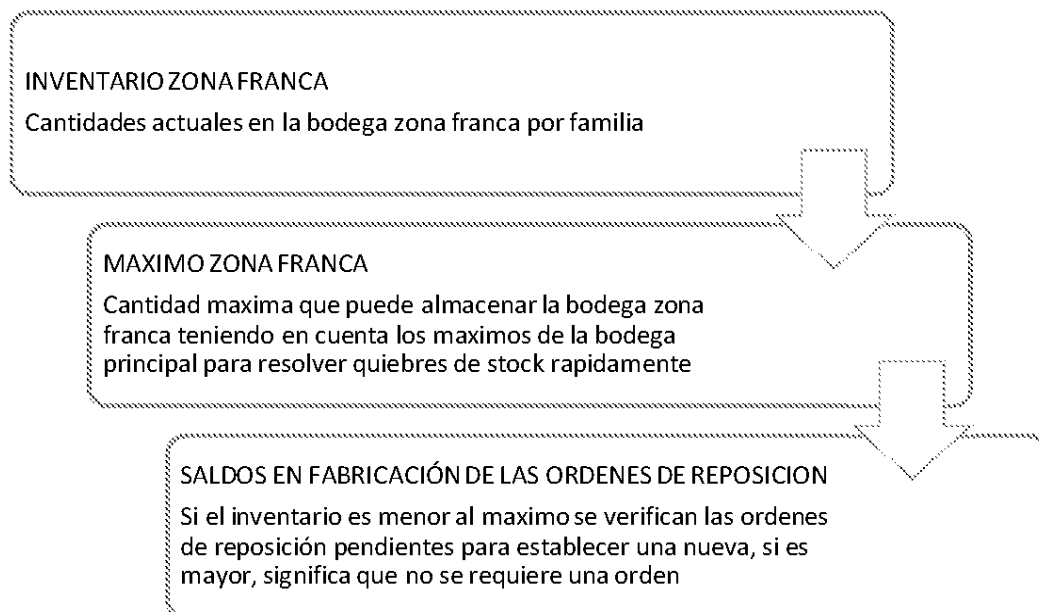 INVENTARIO ZONA FRANCA
Cantidades actuales en la bodega zona franca por familia
MAXIMO ZONA FRANCA
Cantidad maxima que puede almacenar la bodega zona
franca teniendo en cuenta los maximos de la bodega
principal para resolver quiebres de stock rapidamente
SALDOS EN FABRICACIÓN DE LAS ORDENES DE REPOSICION
Si el inventario es menor al maximo se verifican las ordenes
de reposición pendientes para establecer una nueva, si es
mayor, significa que no se requiere una orden